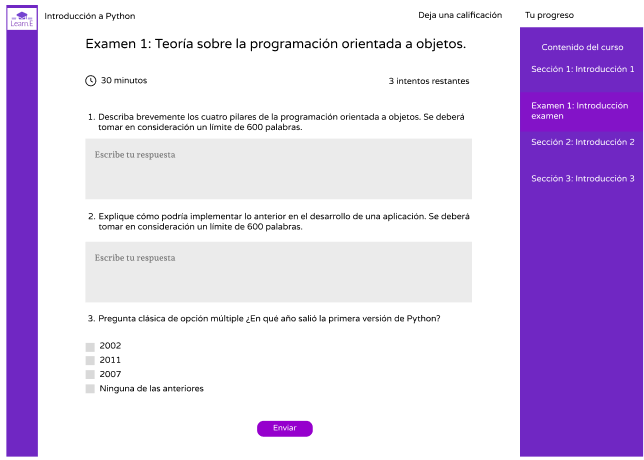 Learn.E
Introducción a Python
Deja una calificación
Tu progreso
Examen 1: Teoría sobre la programación orientada a objetos.
30 minutos
3 intentos restantes
1. Describa brevemente los cuatro pilares de la programación orientada a objetos. Se deberá
tomar en consideración un límite de 600 palabras.
Escribe tu respuesta
2. Explique cómo podría implementar lo anterior en el desarrollo de una aplicación. Se deberá
tomar en consideración un límite de 600 palabras.
Escribe tu respuesta
3. Pregunta clásica de opción múltiple ¿En qué año salió la primera versión de Python?
2002
2011
2007
Ninguna de las anteriores
Enviar
Contenido del curso
Sección 1: Introducción 1
Examen 1: Introducción
examen
Sección 2: Introducción 2
Sección 3: Introducción 3